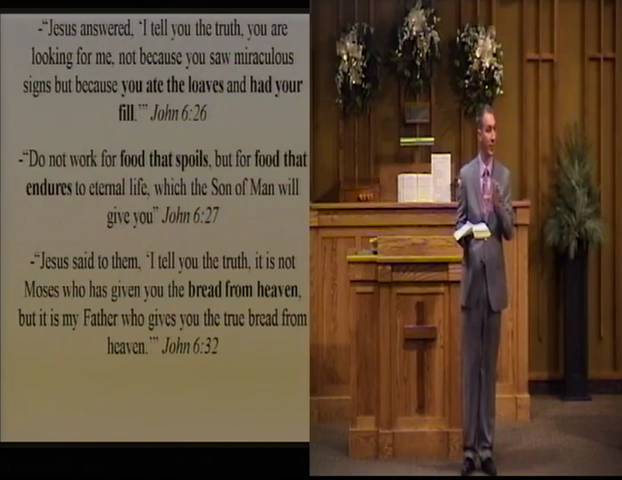 -“Jesus answered, ‘I tell you the truth, you are
looking for me, not because you saw miraculous
signs but because you ate the loaves and had your
fill.’” John 6:26
-“Do not work for food that spoils, but for food that
endures to eternal life, which the Son of Man will
give you” John 6:27
-“Jesus said to them, ‘I tell you the truth, it is not
Moses who has given you the bread from heaven,
but it is my Father who gives you the true bread from
heaven.’” John 6:32